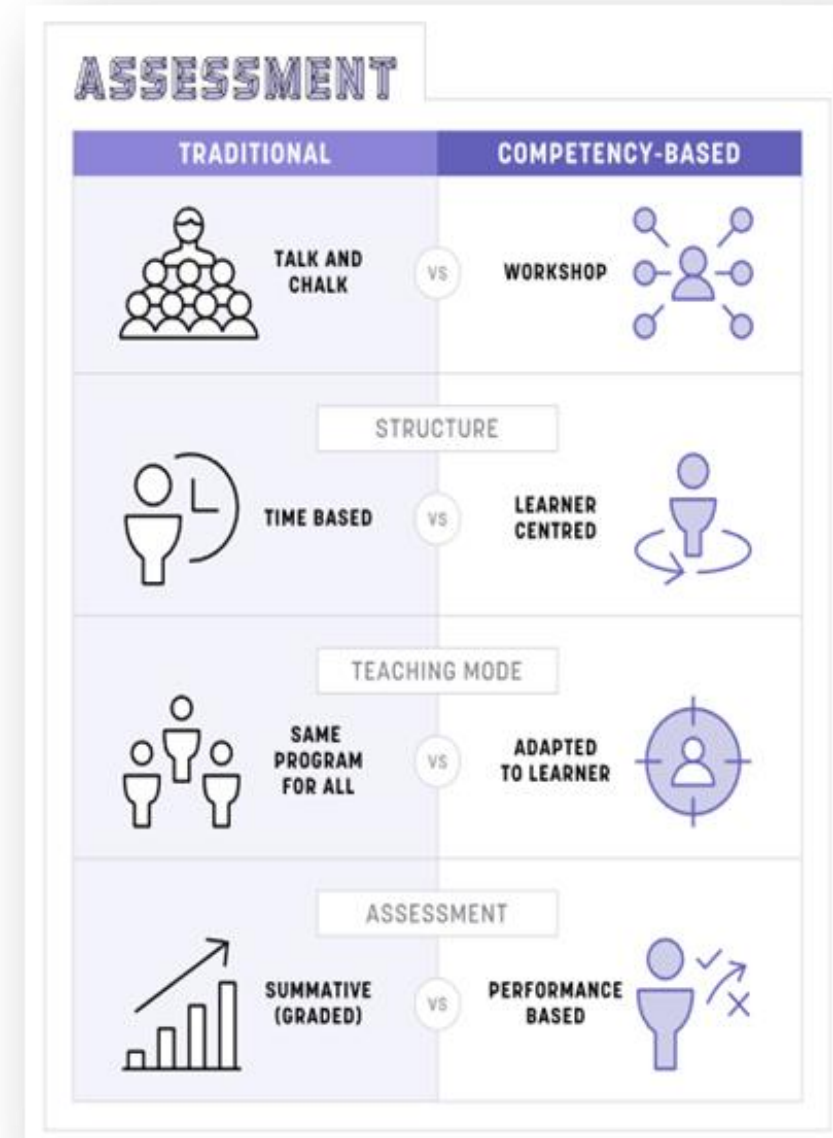 ASSESSMENT
TRADITIONAL
COMPETENCY-BASED
TALK AND
CHALK
VS
WORKSHOP
STRUCTURE
TIME BASED
VS
LEARNER
CENTRED
TEACHING MODE
SAME
PROGRAM
FOR ALL
VS
ADAPTED
TO LEARNER
ASSESSMENT
SUMMATIVE
(GRADED)
VS
PERFORMANCE
BASED